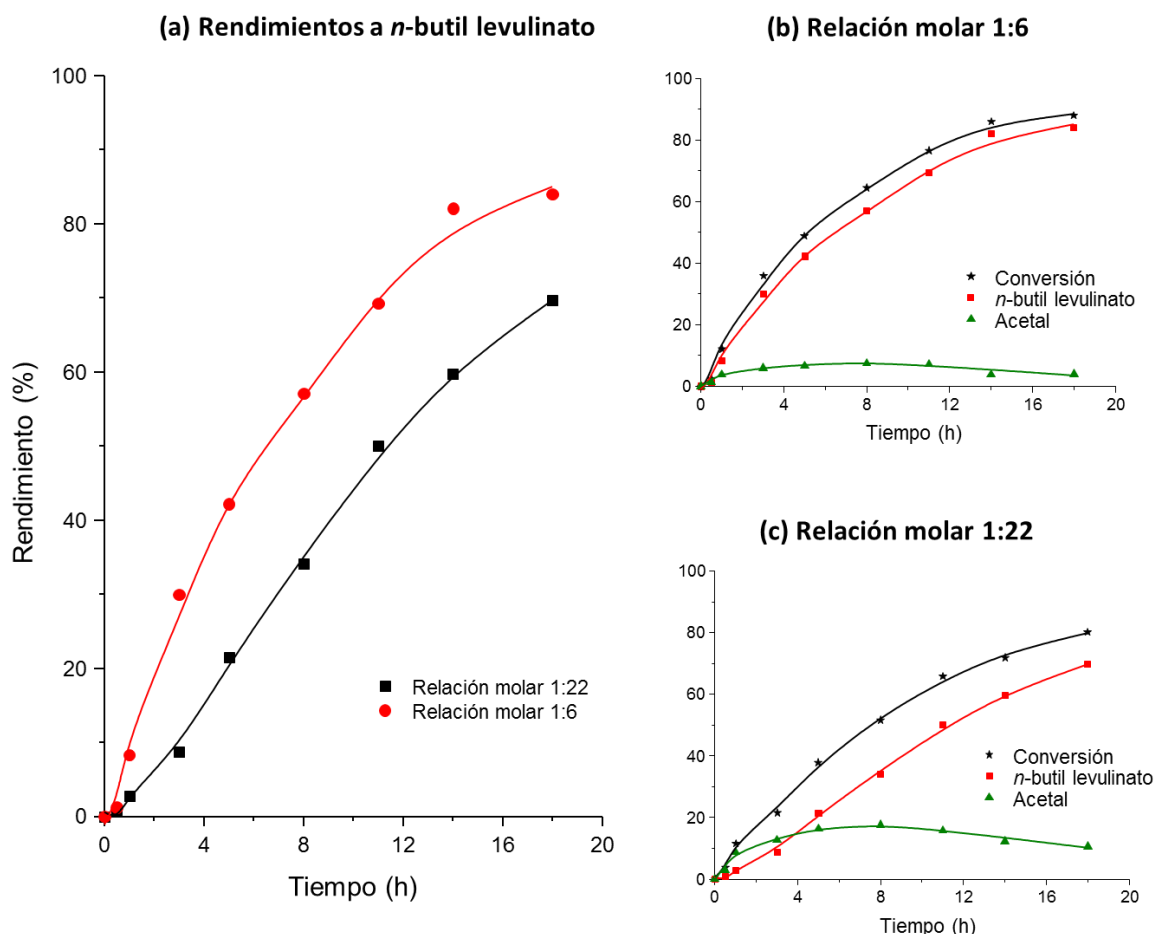 (a) Rendimientos a n-butil levulinato
100
80
60
40
20
0
Rendimiento (%)
Relación molar 1:22
Relación molar 1:6
0 4 8 12 16 20
Tiempo (h)
(b) Relación molar 1:6
100
80
60
40
20
0
Conversión
n-butil levulinato
Acetal
0 4 8 12 16 20
Tiempo (h)
(c) Relación molar 1:22
100
80
60
40
20
0
Conversión
n-butil levulinato
Acetal
0 4 8 12 16 20
Tiempo (h)